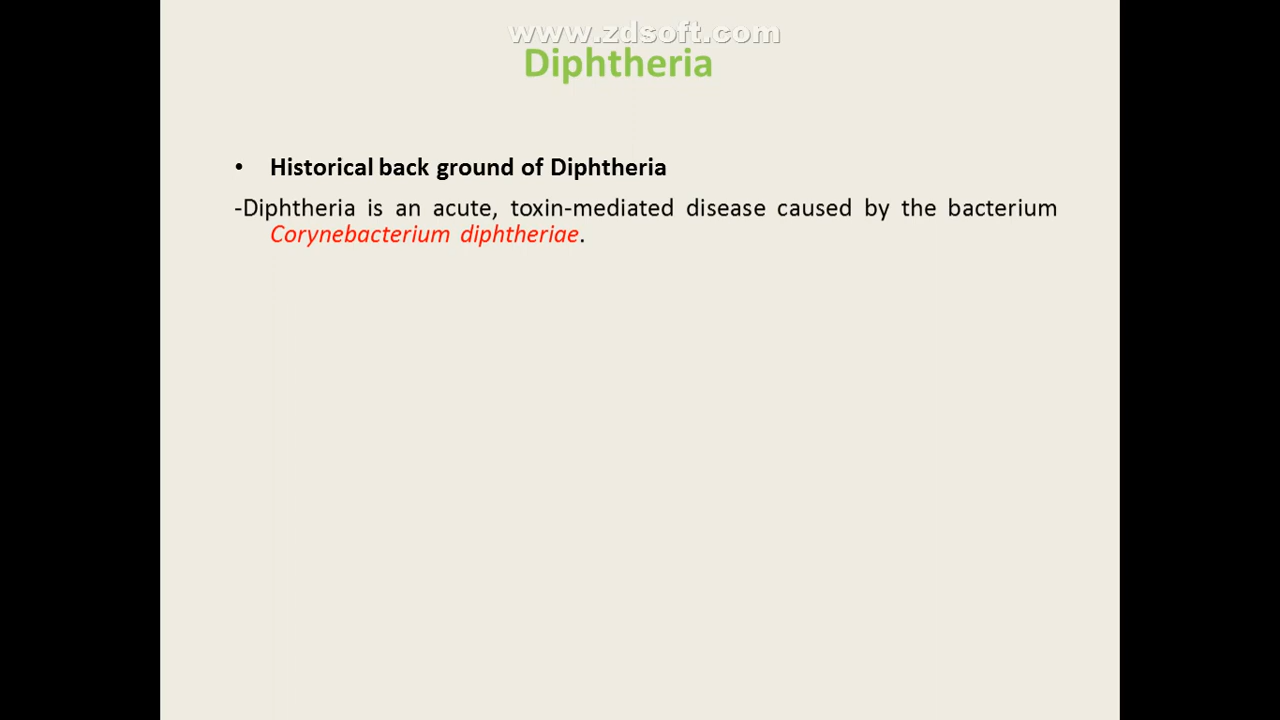 www.zdsoft.com
Diphtheria
• Historical back ground of Diphtheria
-Diphtheria is an acute, toxin-mediated disease caused by the bacterium
Corynebacterium diphtheriae.